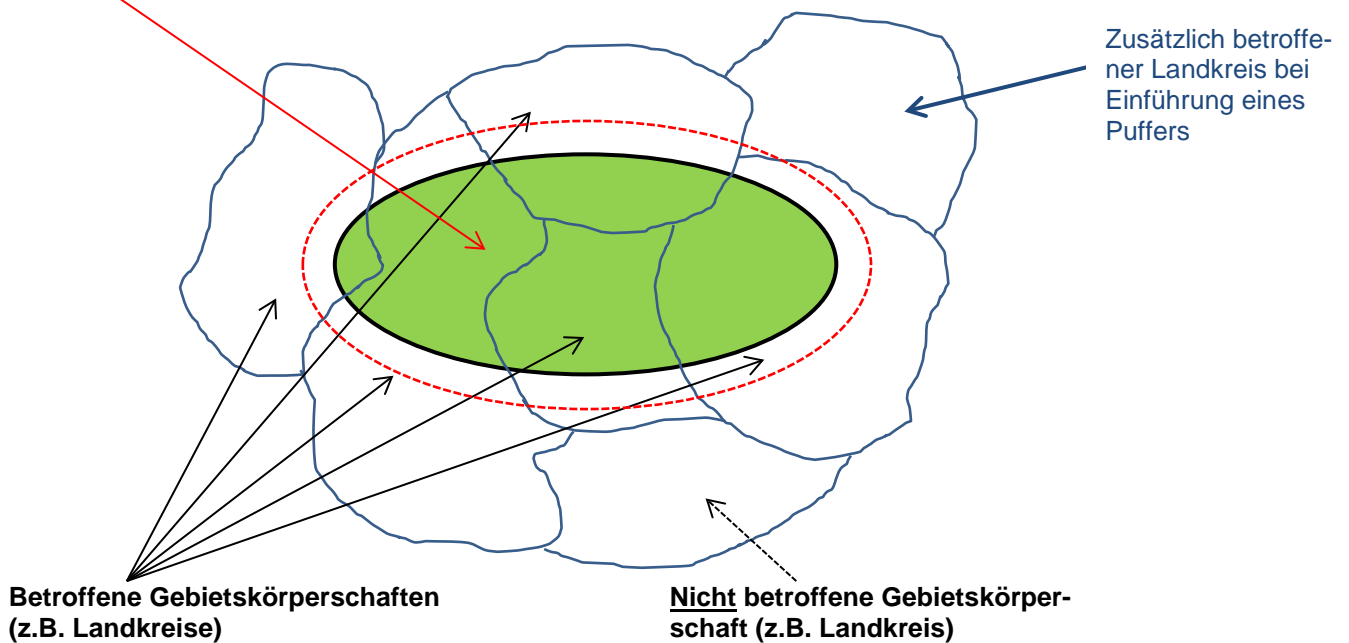 Zusätzlich betroffe-
ner Landkreis bei
Einführung eines
Puffers
Betroffene Gebietskörperschaften
(z.B. Landkreise)
Nicht betroffene Gebietskörper-
schaft (z.B. Landkreis)